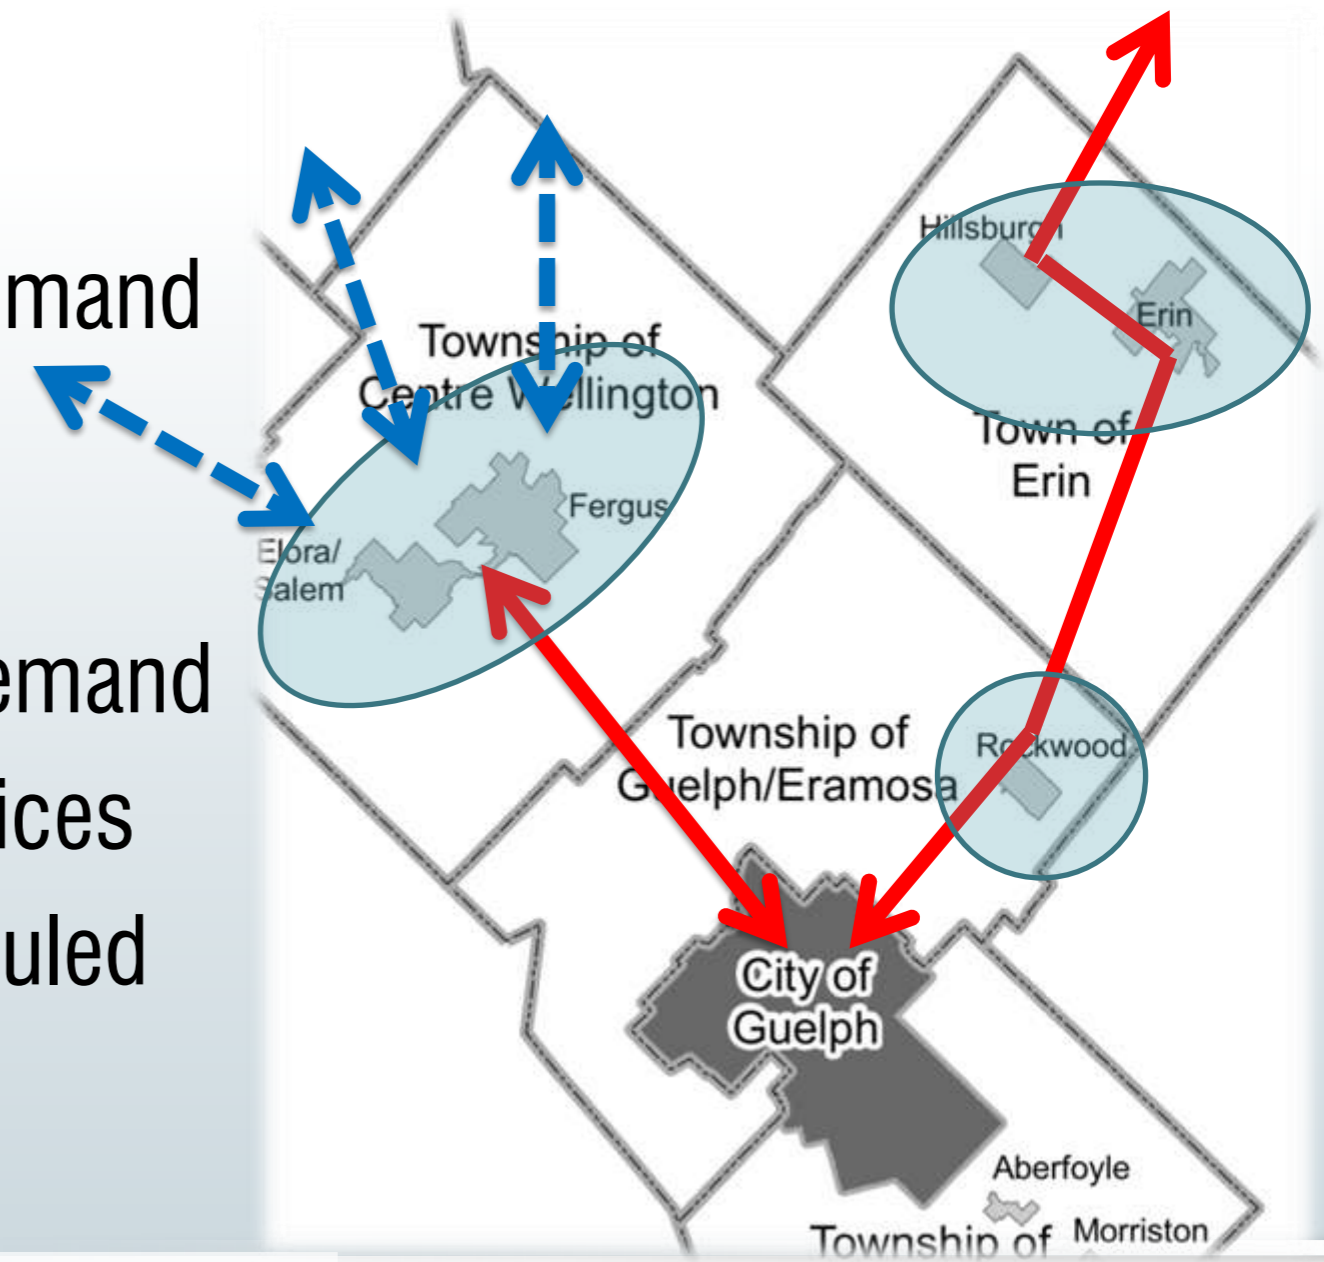 mand
emand
ices
uled
Hillsburgh
Erin
Township of
Centre Wellington
Town of
Erin
Fergus
Elora/
Salem
Township of
Guelph/Eramosa
Rockwood
City of
Guelph
Aberfoyle
Morriston
Township of